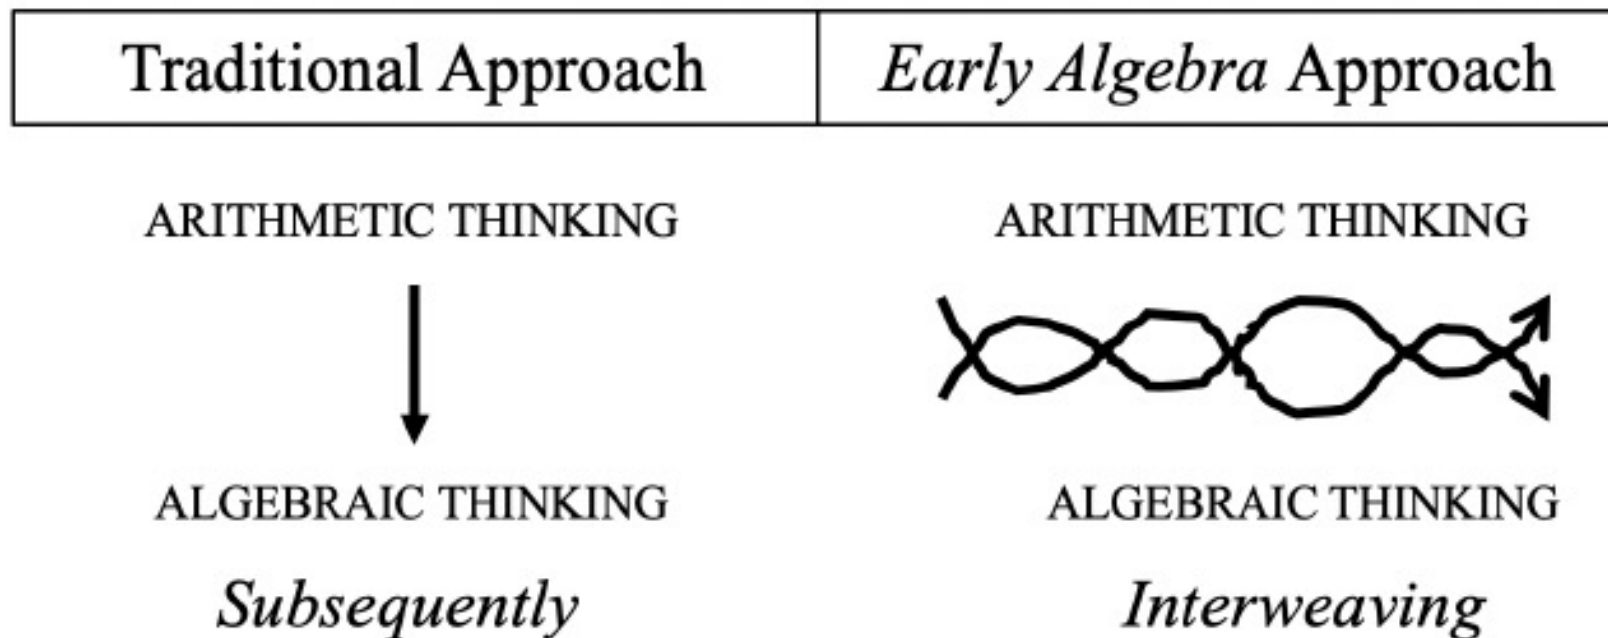 Traditional Approach
Early Algebra Approach
ARITHMETIC THINKING
ARITHMETIC THINKING
ALGEBRAIC THINKING
ALGEBRAIC THINKING
Subsequently
Interweaving